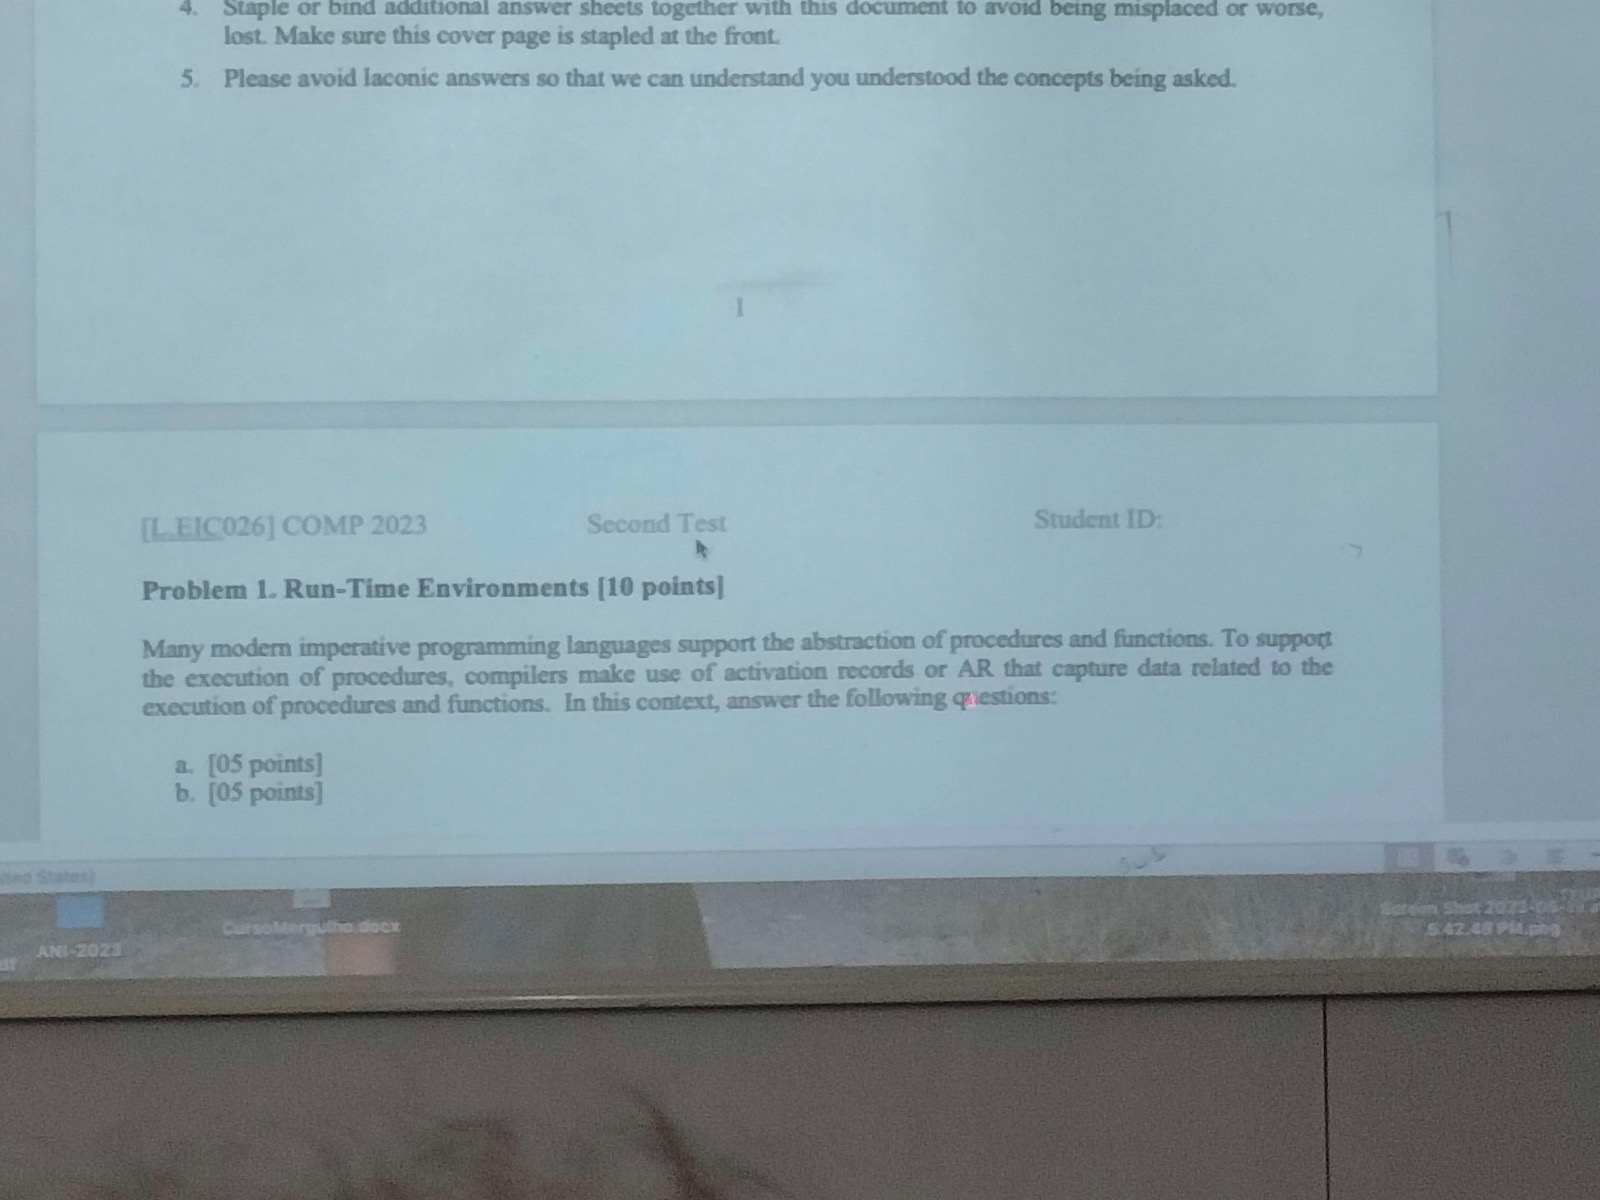 4. Staple or bind additional answer sheets together with this document to avoid being misplaced or worse,
lost. Make sure this cover page is stapled at the front.
5. Please avoid laconic answers so that we can understand you understood the concepts being asked.
1
[L.EIC026] COMP 2023 Second Test Student ID:
Problem 1. Run-Time Environments [10 points]
Many modern imperative programming languages support the abstraction of procedures and functions. To support
the execution of procedures, compilers make use of activation records or AR that capture data related to the
execution of procedures and functions. In this context, answer the following questions:
a. [05 points]
b. [05 points]
States)
CursoMergulho.docx
ANI-2023
Screen Shot
5.42.48 PM.png